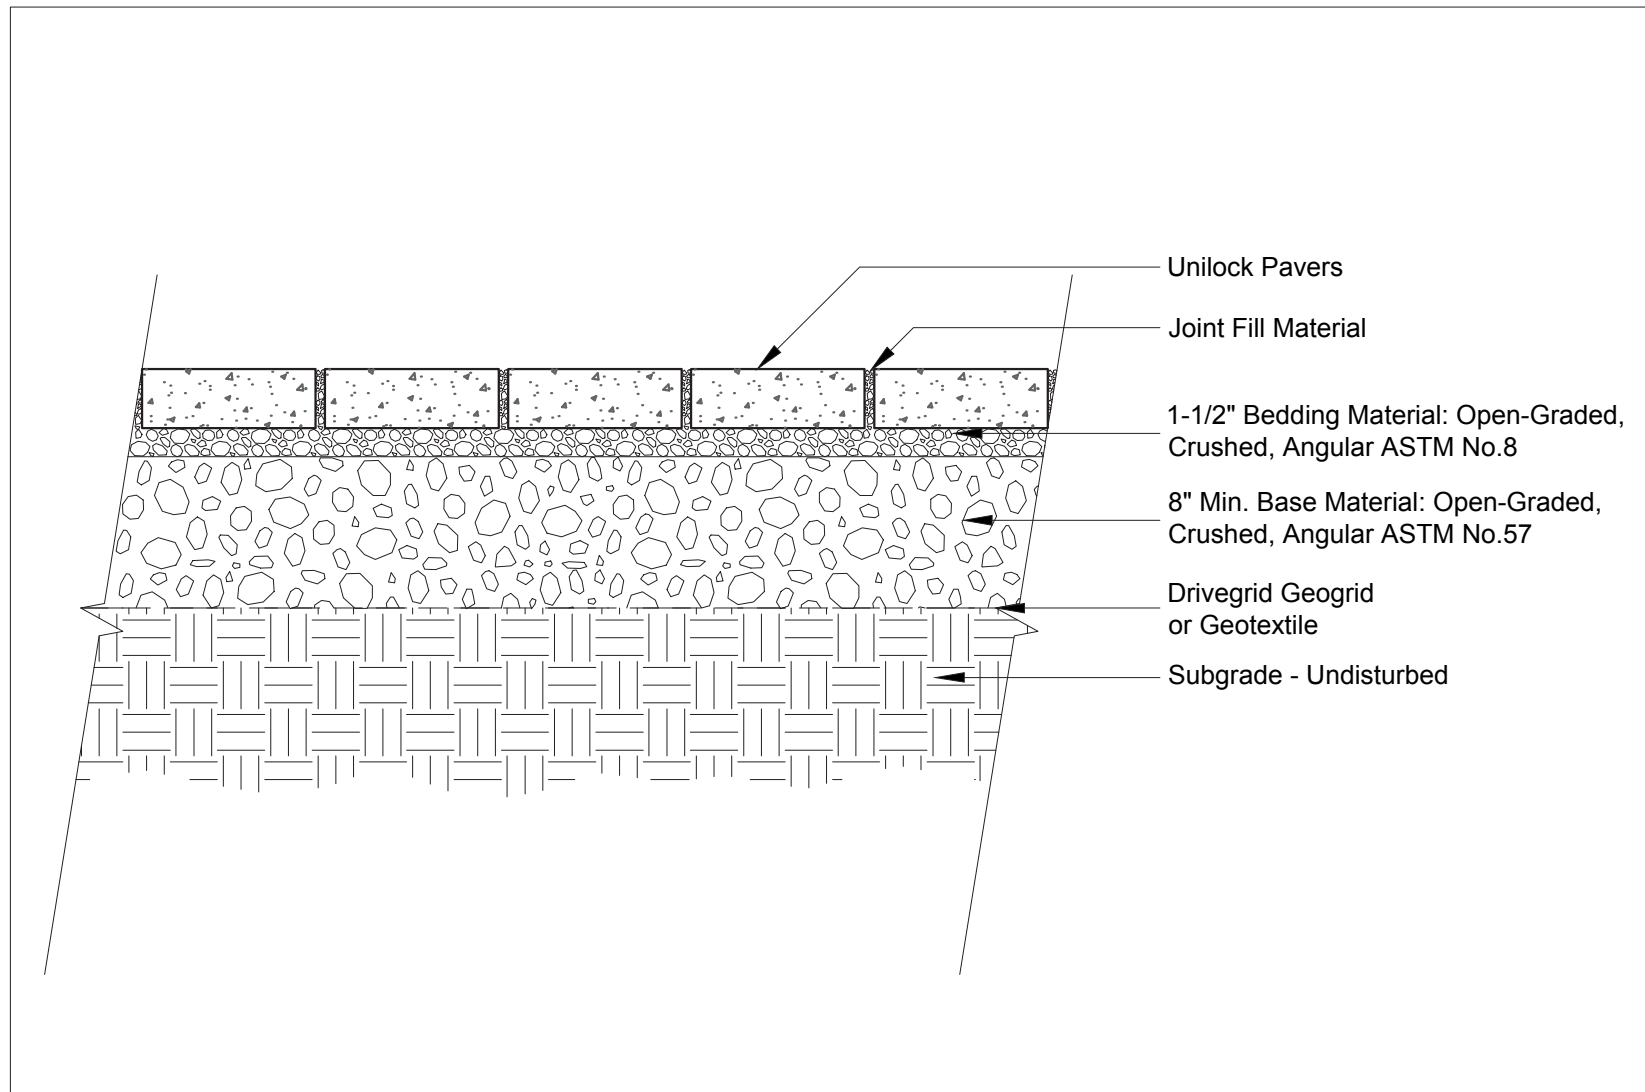 Unilock Pavers
Joint Fill Material
1-1/2" Bedding Material: Open-Graded,
Crushed, Angular ASTM No.8
8" Min. Base Material: Open-Graded,
Crushed, Angular ASTM No.57
Drivegrid Geogrid
or Geotextile
Subgrade - Undisturbed